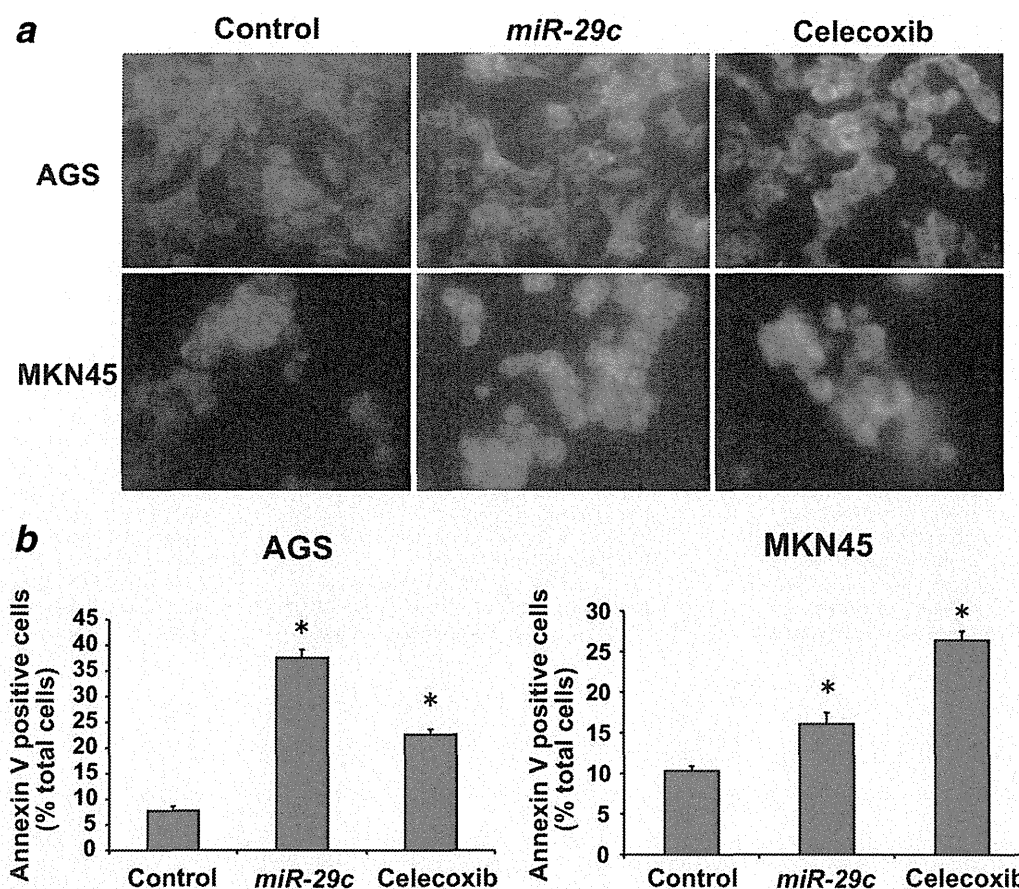 a
Control miR-29c Celecoxib
AGS
MKN45
b
AGS
Annexin V positive cells
(% total cells)
45
40
35
30
25
20
15
10
5
0
*
*
Control miR-29c Celecoxib
MKN45
Annexin V positive cells
(% total cells)
30
25
20
15
10
5
0
*
*
Control miR-29c Celecoxib